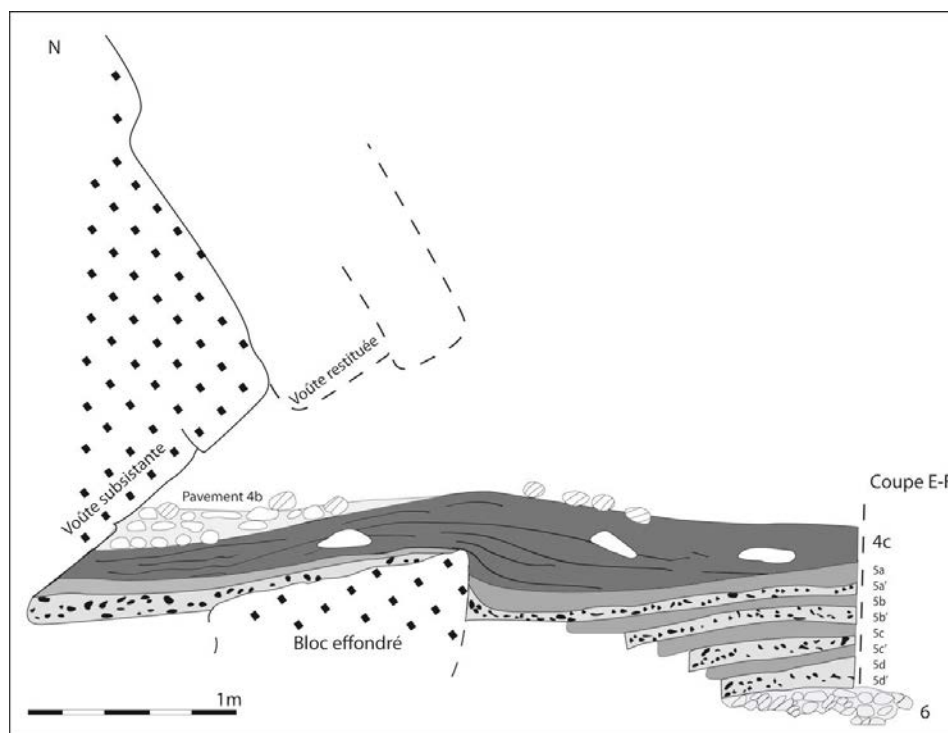 N
Voûte restituée
Voûte subsistante
Pavement 4b
Coupe E-F
4c
5a
5a'
5b
5b'
5c
5c'
5d
5d'
Bloc effondré
6
1m